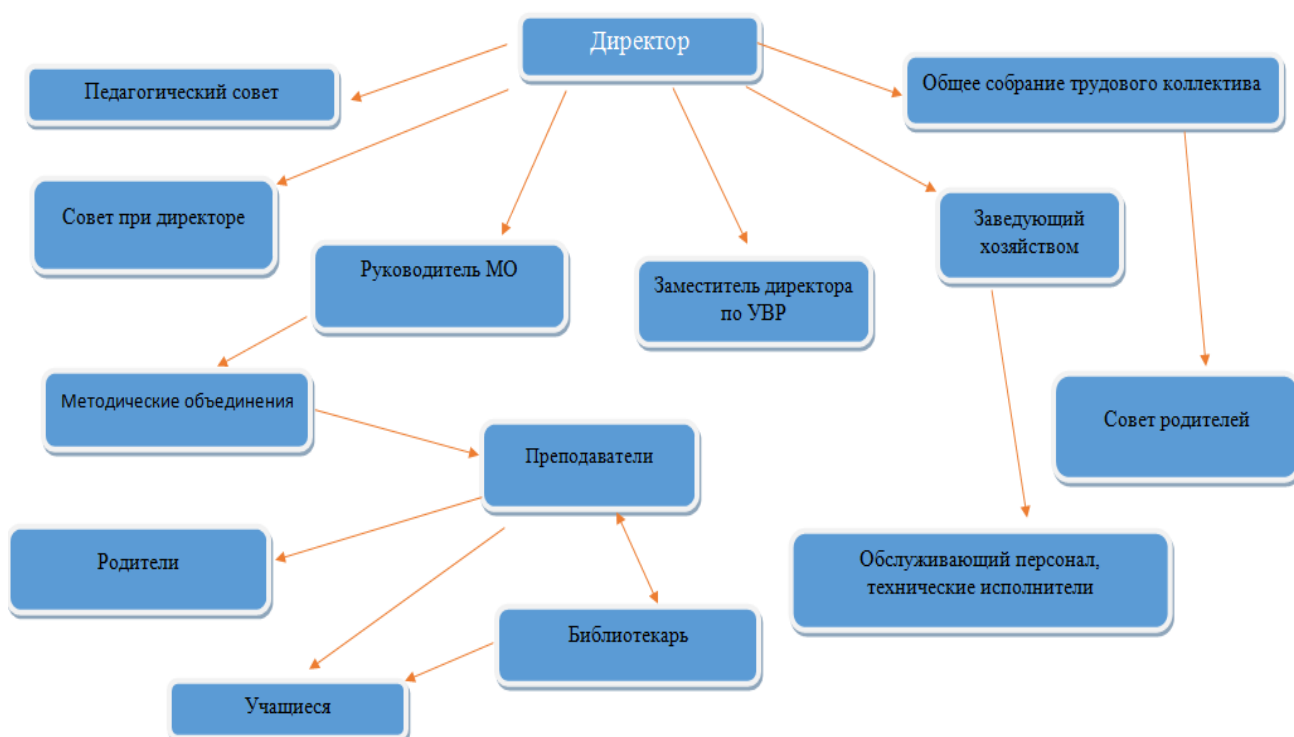 Директор
Педагогический совет
Общее собрание трудового коллектива
Совет при директоре
Заведующий
хозяйством
Руководитель МО
Заместитель директора
по УВР
Методические объединения
Совет родителей
Преподаватели
Родители
Обслуживающий персонал,
технические исполнители
Библиотекарь
Учащиеся